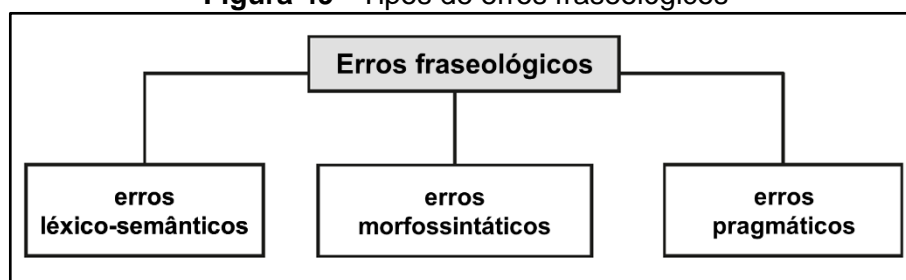 Figura - Tipos de erros fraseológicos
Erros fraseológicos
erros
léxico-semânticos
erros
morfossintáticos
erros
pragmáticos